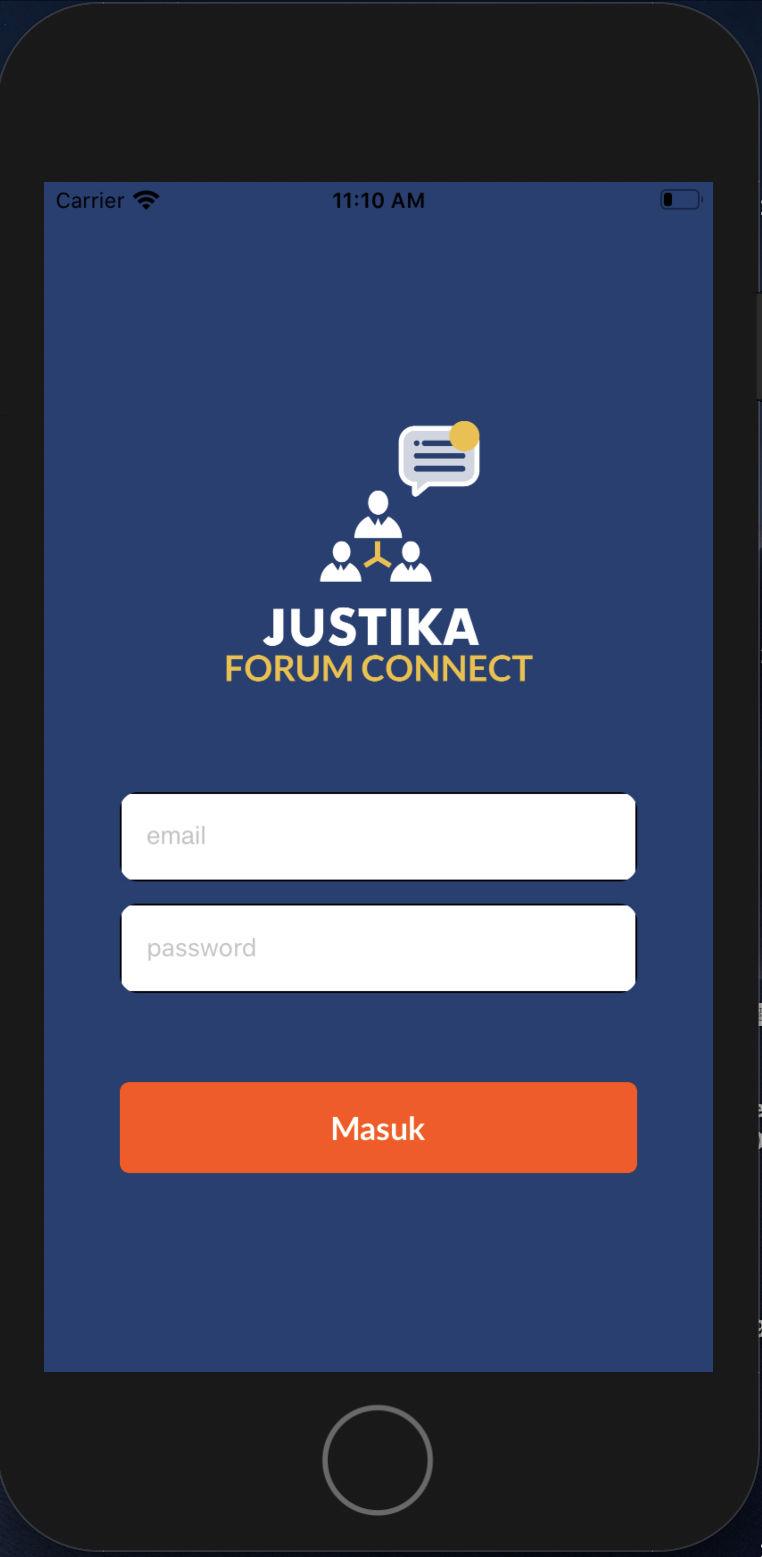 Carrier 11:10 AM
JUSTIKA
FORUM CONNECT
email
password
Masuk